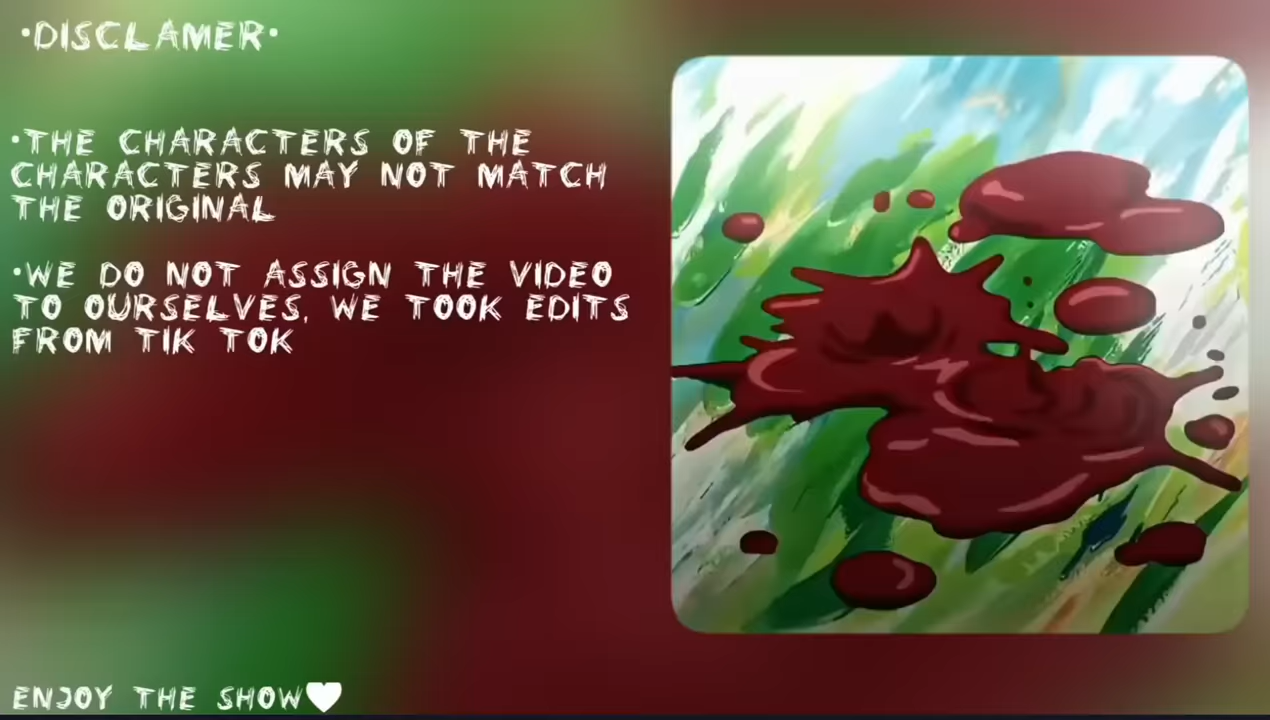 •DISCLAMER•
•THE CHARACTERS OF THE
CHARACTERS MAY NOT MATCH
THE ORIGINAL
•WE DO NOT ASSIGN THE VIDEO
TO OURSELVES, WE TOOK EDITS
FROM TIK TOK
ENJOY THE SHOW♥